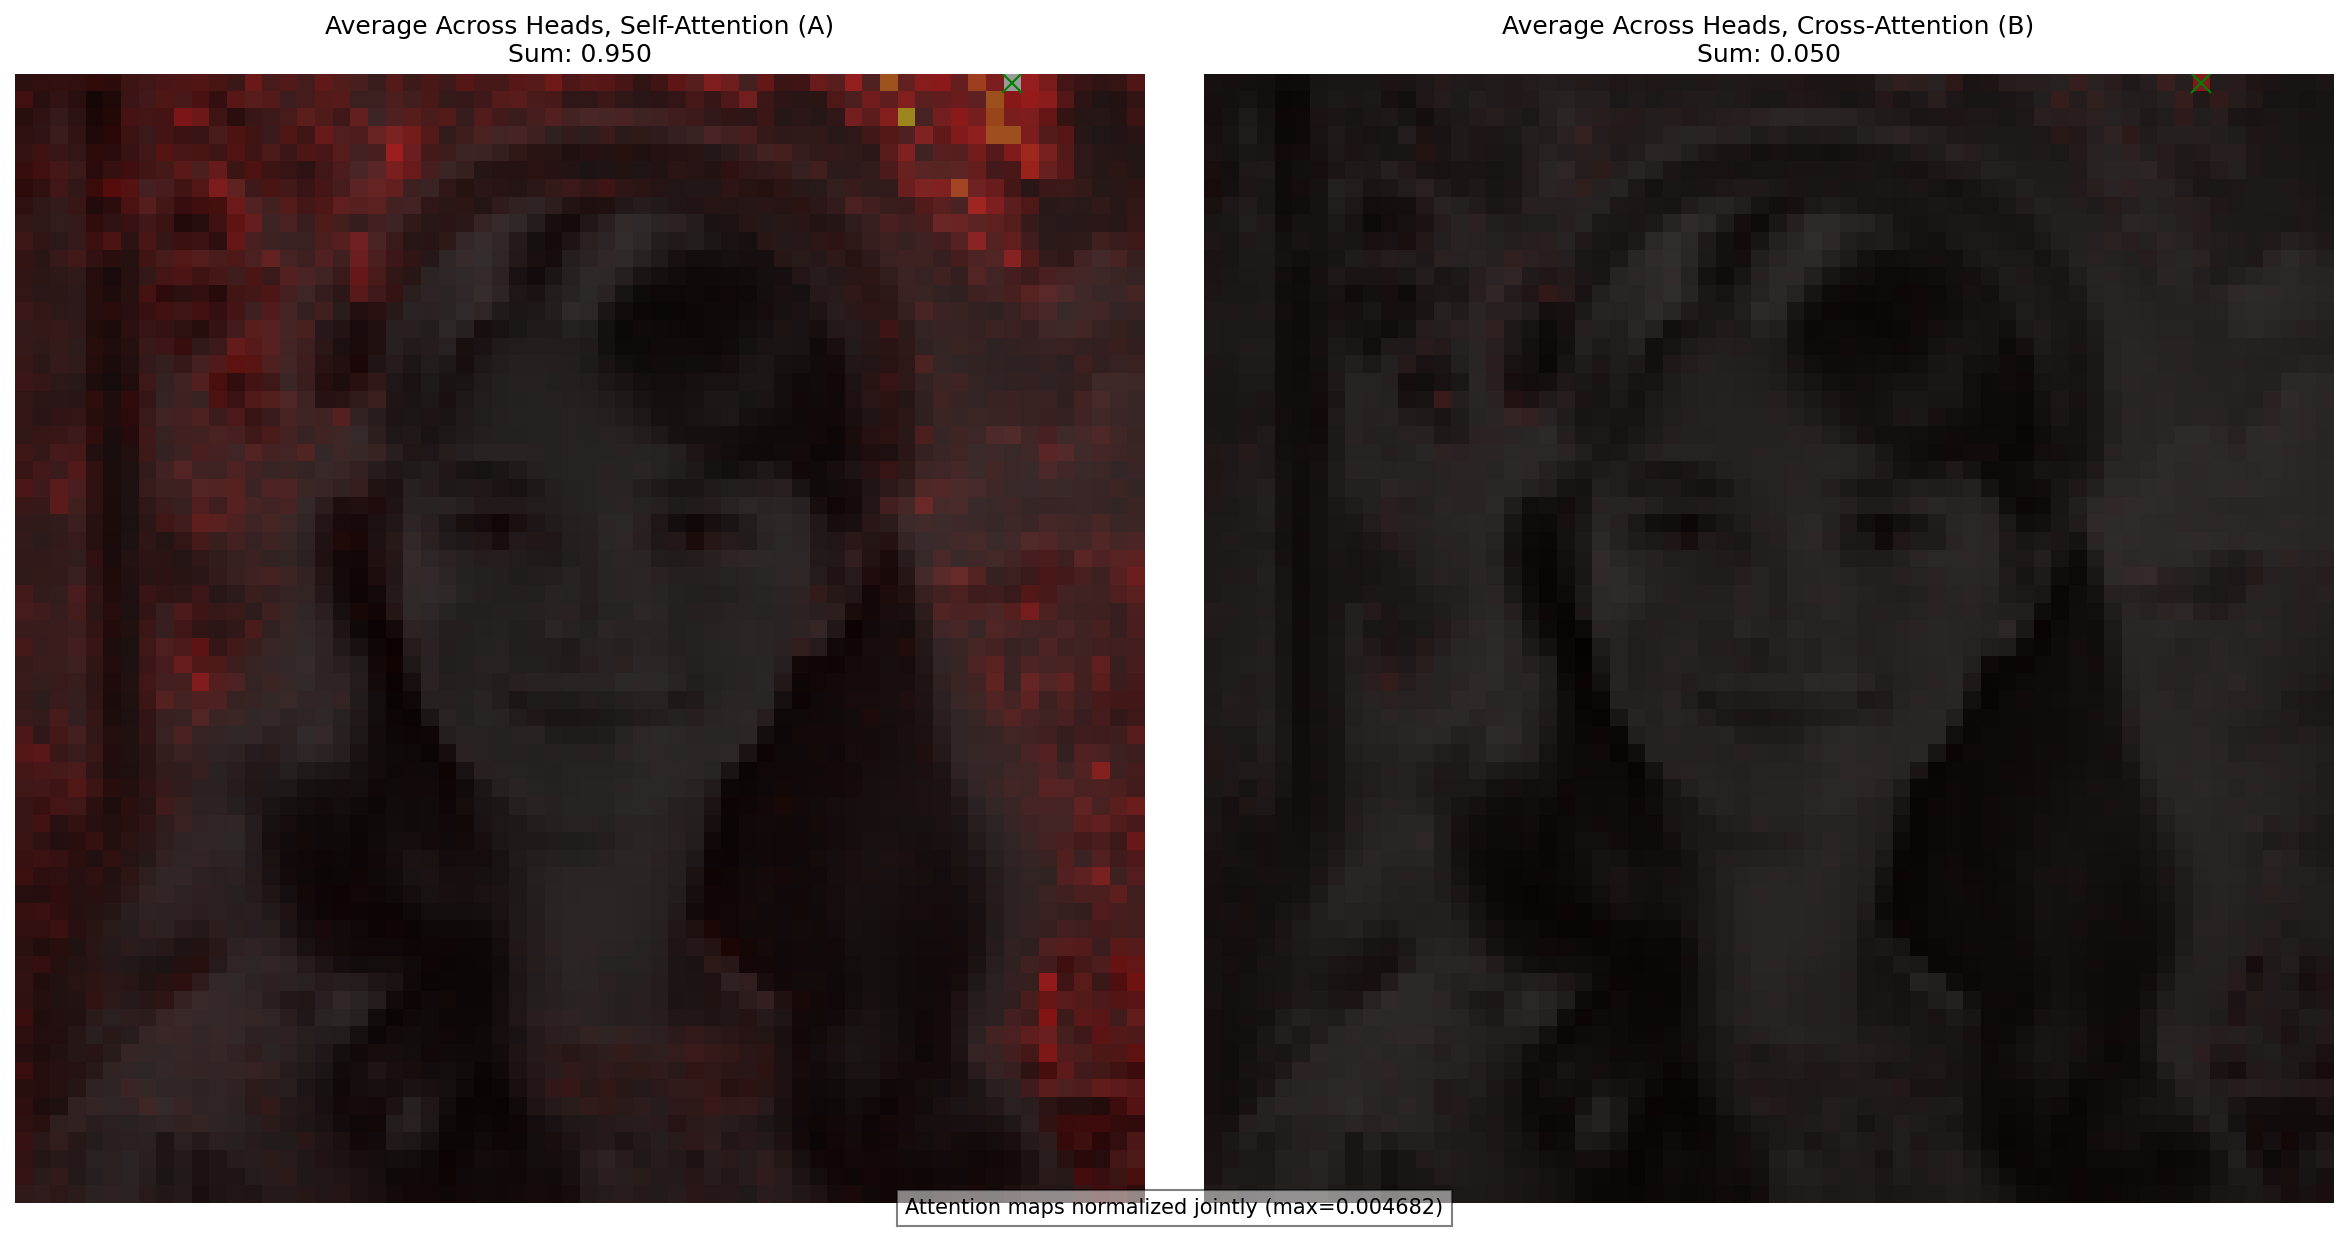 Average Across Heads, Self-Attention (A)
Sum: 0.950
Average Across Heads, Cross-Attention (B)
Sum: 0.050
Attention maps normalized jointly (max=0.004682)